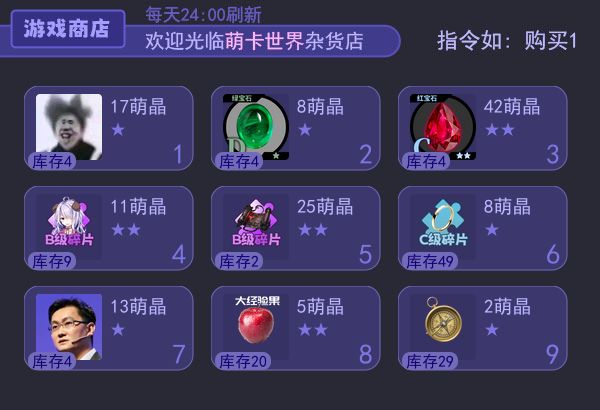 游戏商店
每天24:00刷新
欢迎光临萌卡世界杂货店
指令如: 购买1
17萌晶
★
库存4
1
绿宝石
8萌晶
★
D
★
库存4
2
红宝石
42萌晶
★★
C
★★
库存4
3
11萌晶
★★
B级碎片
库存9
4
25萌晶
★★
B级碎片
库存2
5
8萌晶
★
C级碎片
库存49
6
13萌晶
★
库存4
7
大经验果
5萌晶
★★
库存20
8
2萌晶
★
库存29
9